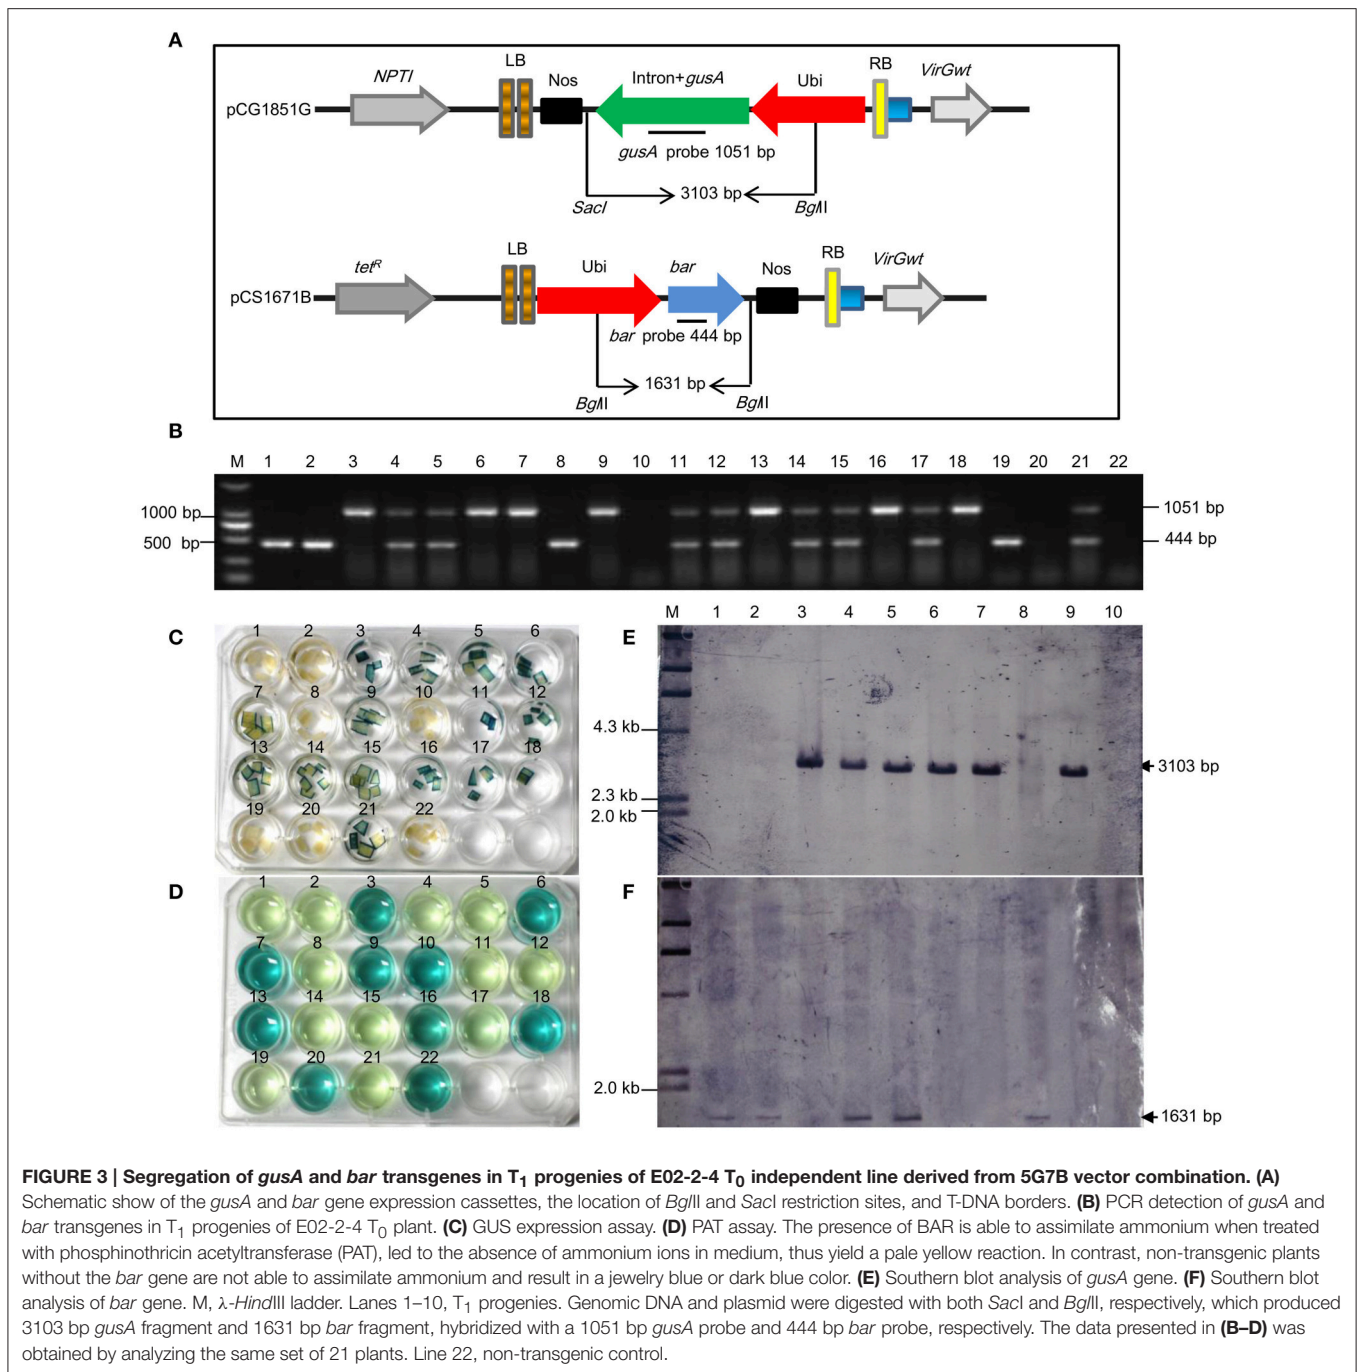 A
LB
Nos
Intron+gusA
Ubi
RB
VirGwt
NPTI
pCG1851G
gusA probe 1051 bp
3103 bp
SacI
BglII
LB
Ubi
bar
Nos
RB
VirGwt
tetR
pCS1671B
bar probe 444 bp
1631 bp
BglII
BglII
B
M 1 2 3 4 5 6 7 8 9 10 11 12 13 14 15 16 17 18 19 20 21 22
1000 bp
1051 bp
500 bp
444 bp
C
1 2 3 4 5 6
7 8 9 10 11 12
13 14 15 16 17 18
19 20 21 22
E
M 1 2 3 4 5 6 7 8 9 10
4.3 kb
3103 bp
2.3 kb
2.0 kb
D
1 2 3 4 5 6
7 8 9 10 11 12
13 14 15 16 17 18
19 20 21 22
F
2.0 kb
1631 bp
FIGURE 3 | Segregation of gusA and bar transgenes in T1 progenies of E02-2-4 T0 independent line derived from 5G7B vector combination. (A)
Schematic show of the gusA and bar gene expression cassettes, the location of BglII and SacI restriction sites, and T-DNA borders. (B) PCR detection of gusA and
bar transgenes in T1 progenies of E02-2-4 T0 plant. (C) GUS expression assay. (D) PAT assay. The presence of BAR is able to assimilate ammonium when treated
with phosphinothricin acetyltransferase (PAT), led to the absence of ammonium ions in medium, thus yield a pale yellow reaction. In contrast, non-transgenic plants
without the bar gene are not able to assimilate ammonium and result in a jewelry blue or dark blue color. (E) Southern blot analysis of gusA gene. (F) Southern blot
analysis of bar gene. M, λ-HindIII ladder. Lanes 1–10, T1 progenies. Genomic DNA and plasmid were digested with both SacI and BglII, respectively, which produced
3103 bp gusA fragment and 1631 bp bar fragment, hybridized with a 1051 bp gusA probe and 444 bp bar probe, respectively. The data presented in (B–D) was
obtained by analyzing the same set of 21 plants. Line 22, non-transgenic control.